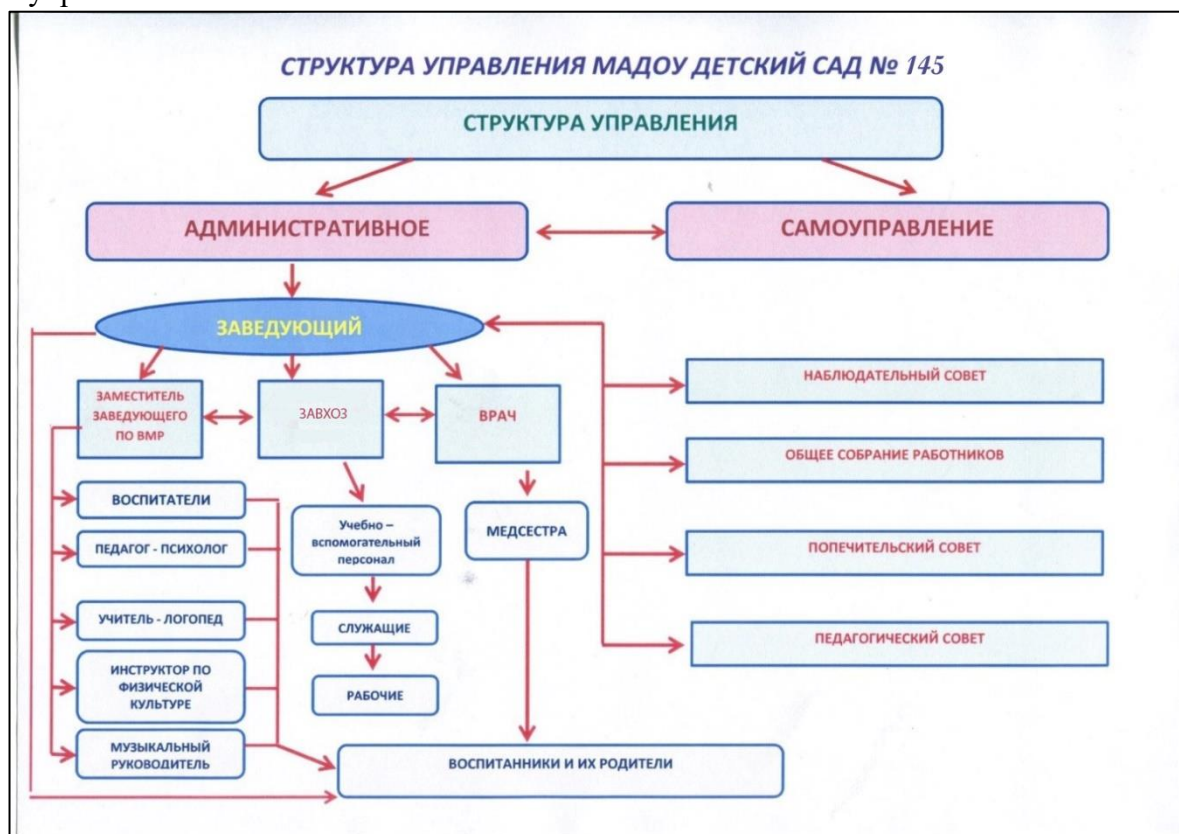 СТРУКТУРА УПРАВЛЕНИЯ МАДОУ ДЕТСКИЙ САД № 145
СТРУКТУРА УПРАВЛЕНИЯ
АДМИНИСТРАТИВНОЕ
САМОУПРАВЛЕНИЕ
ЗАВЕДУЮЩИЙ
ЗАМЕСТИТЕЛЬ
ЗАВЕДУЮЩЕГО
ПО ВМР
ЗАВХОЗ
ВРАЧ
НАБЛЮДАТЕЛЬНЫЙ СОВЕТ
ОБЩЕЕ СОБРАНИЕ РАБОТНИКОВ
ПОПЕЧИТЕЛЬСКИЙ СОВЕТ
ПЕДАГОГИЧЕСКИЙ СОВЕТ
ВОСПИТАТЕЛИ
ПЕДАГОГ - ПСИХОЛОГ
УЧИТЕЛЬ - ЛОГОПЕД
ИНСТРУКТОР ПО
ФИЗИЧЕСКОЙ
КУЛЬТУРЕ
МУЗЫКАЛЬНЫЙ
РУКОВОДИТЕЛЬ
Учебно –
вспомогательный
персонал
СЛУЖАЩИЕ
РАБОЧИЕ
МЕДСЕСТРА
ВОСПИТАННИКИ И ИХ РОДИТЕЛИ